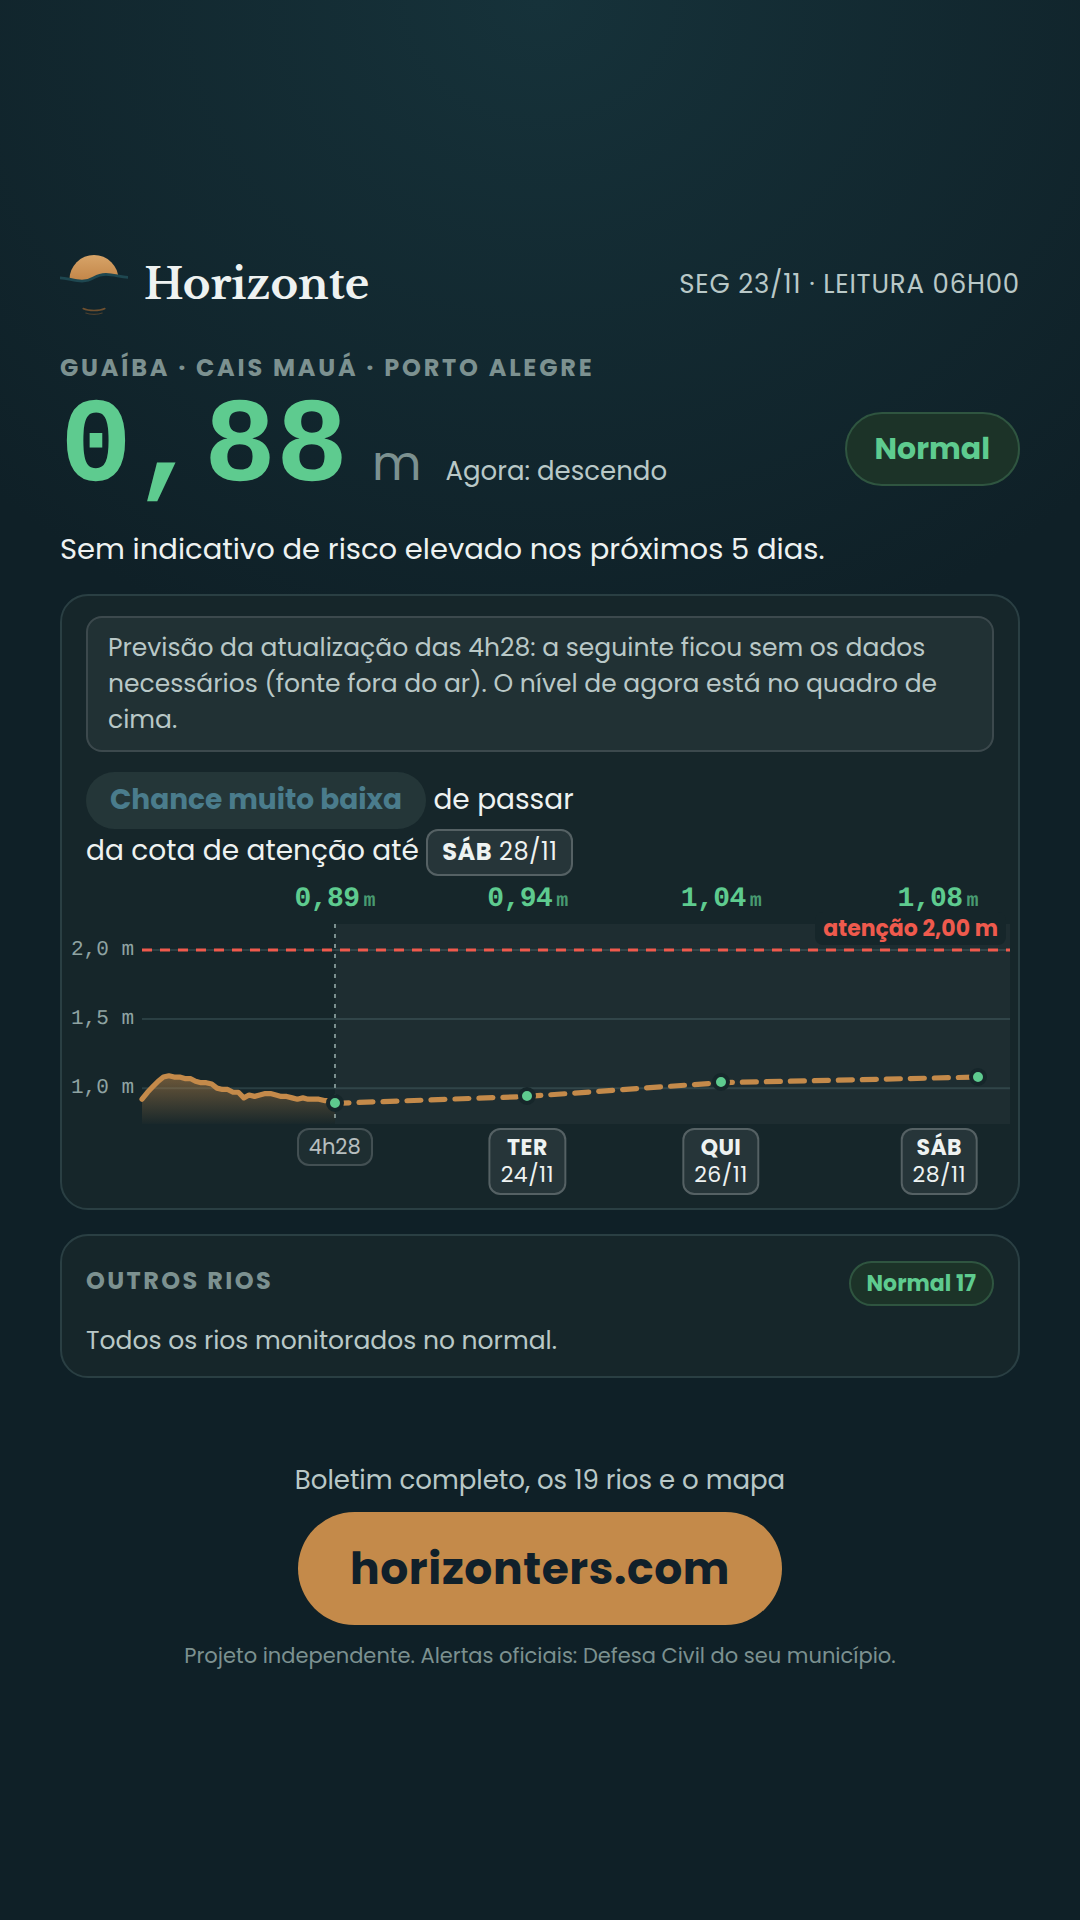 Horizonte
SEG 23/11 · LEITURA 06H00
GUAÍBA · CAIS MAUÁ · PORTO ALEGRE
0,88 m Agora: descendo
Normal
Sem indicativo de risco elevado nos próximos 5 dias.
Previsão da atualização das 4h28: a seguinte ficou sem os dados
necessários (fonte fora do ar). O nível de agora está no quadro de
cima.
Chance muito baixa de passar
da cota de atenção até SÁB 28/11
0,89 m 0,94 m 1,04 m 1,08 m
atenção 2,00 m
2,0 m
1,5 m
1,0 m
4h28 TER QUI SÁB
24/11 26/11 28/11
OUTROS RIOS
Normal 17
Todos os rios monitorados no normal.
Boletim completo, os 19 rios e o mapa
horizonters.com
Projeto independente. Alertas oficiais: Defesa Civil do seu município.